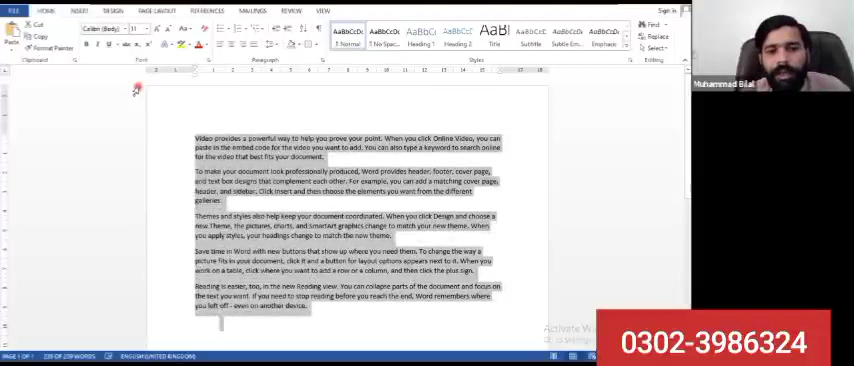 FILE HOME INSERT DESIGN PAGE LAYOUT REFERENCES MAILINGS REVIEW VIEW Sign in
Cut
Copy
Format Painter
Paste
Calibri (Body) 11
AaBbCcDc AaBbCcDc AaBbC AaBbCc AaB AaBbCcD AaBbCcDc AaBbCcDc
¶ Normal ¶ No Spac... Heading 1 Heading 2 Title Subtitle Subtle Em... Emphasis
Find
Replace
Select
Clipboard Font Paragraph Styles Editing
Muhammad Bilal
Video provides a powerful way to help you prove your point. When you click Online Video, you can
paste in the embed code for the video you want to add. You can also type a keyword to search online
for the video that best fits your document.
To make your document look professionally produced, Word provides header, footer, cover page,
and text box designs that complement each other. For example, you can add a matching cover page,
header, and sidebar. Click Insert and then choose the elements you want from the different
galleries.
Themes and styles also help keep your document coordinated. When you click Design and choose a
new Theme, the pictures, charts, and SmartArt graphics change to match your new theme. When
you apply styles, your headings change to match the new theme.
Save time in Word with new buttons that show up where you need them. To change the way a
picture fits in your document, click it and a button for layout options appears next to it. When you
work on a table, click where you want to add a row or a column, and then click the plus sign.
Reading is easier, too, in the new Reading view. You can collapse parts of the document and focus on
the text you want. If you need to stop reading before you reach the end, Word remembers where
you left off - even on another device.
Activate
0302-3986324
PAGE 1 OF 1 239 OF 239 WORDS ENGLISH (UNITED KINGDOM)